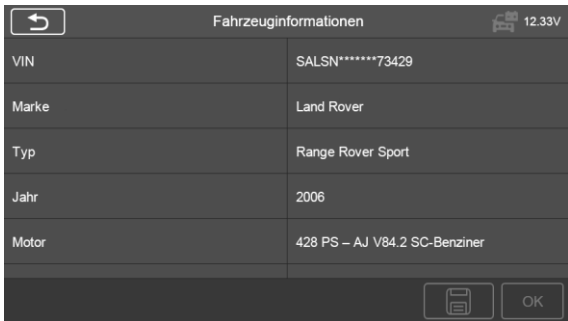 Fahrzeuginformationen 12.33V
VIN SALSN*******73429
Marke Land Rover
Typ Range Rover Sport
Jahr 2006
Motor 428 PS – AJ V84.2 SC-Benziner
OK